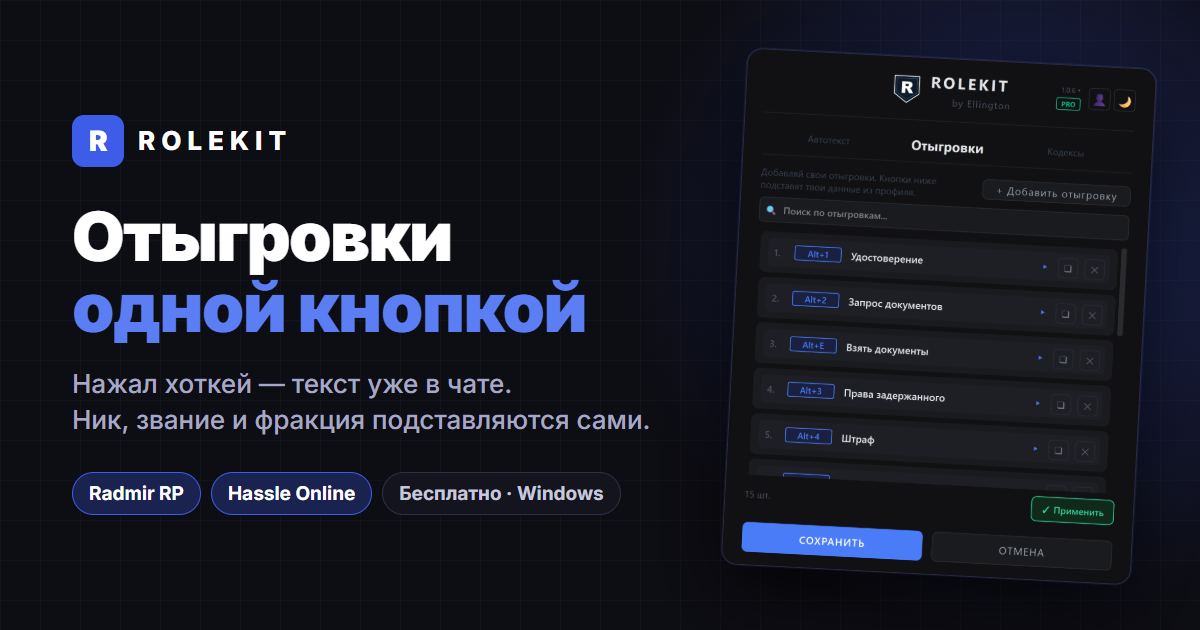 R ROLEKIT
Отыгровки
одной кнопкой
Нажал хоткей — текст уже в чате.
Ник, звание и фракция подставляются сами.
Radmir RP
Hassle Online
Бесплатно · Windows
R ROLEKIT
by Ellington
1.0.6
PRO
Автотекст
Отыгровки
Кодексы
Добавляй свои отыгровки. Кнопки ниже
подставят твои данные из профиля.
+ Добавить отыгровку
Поиск по отыгровкам...
1. Alt+1 Удостоверение
2. Alt+2 Запрос документов
3. Alt+E Взять документы
4. Alt+3 Права задержанного
5. Alt+4 Штраф
15 шт.
✓ Применить
СОХРАНИТЬ
ОТМЕНА